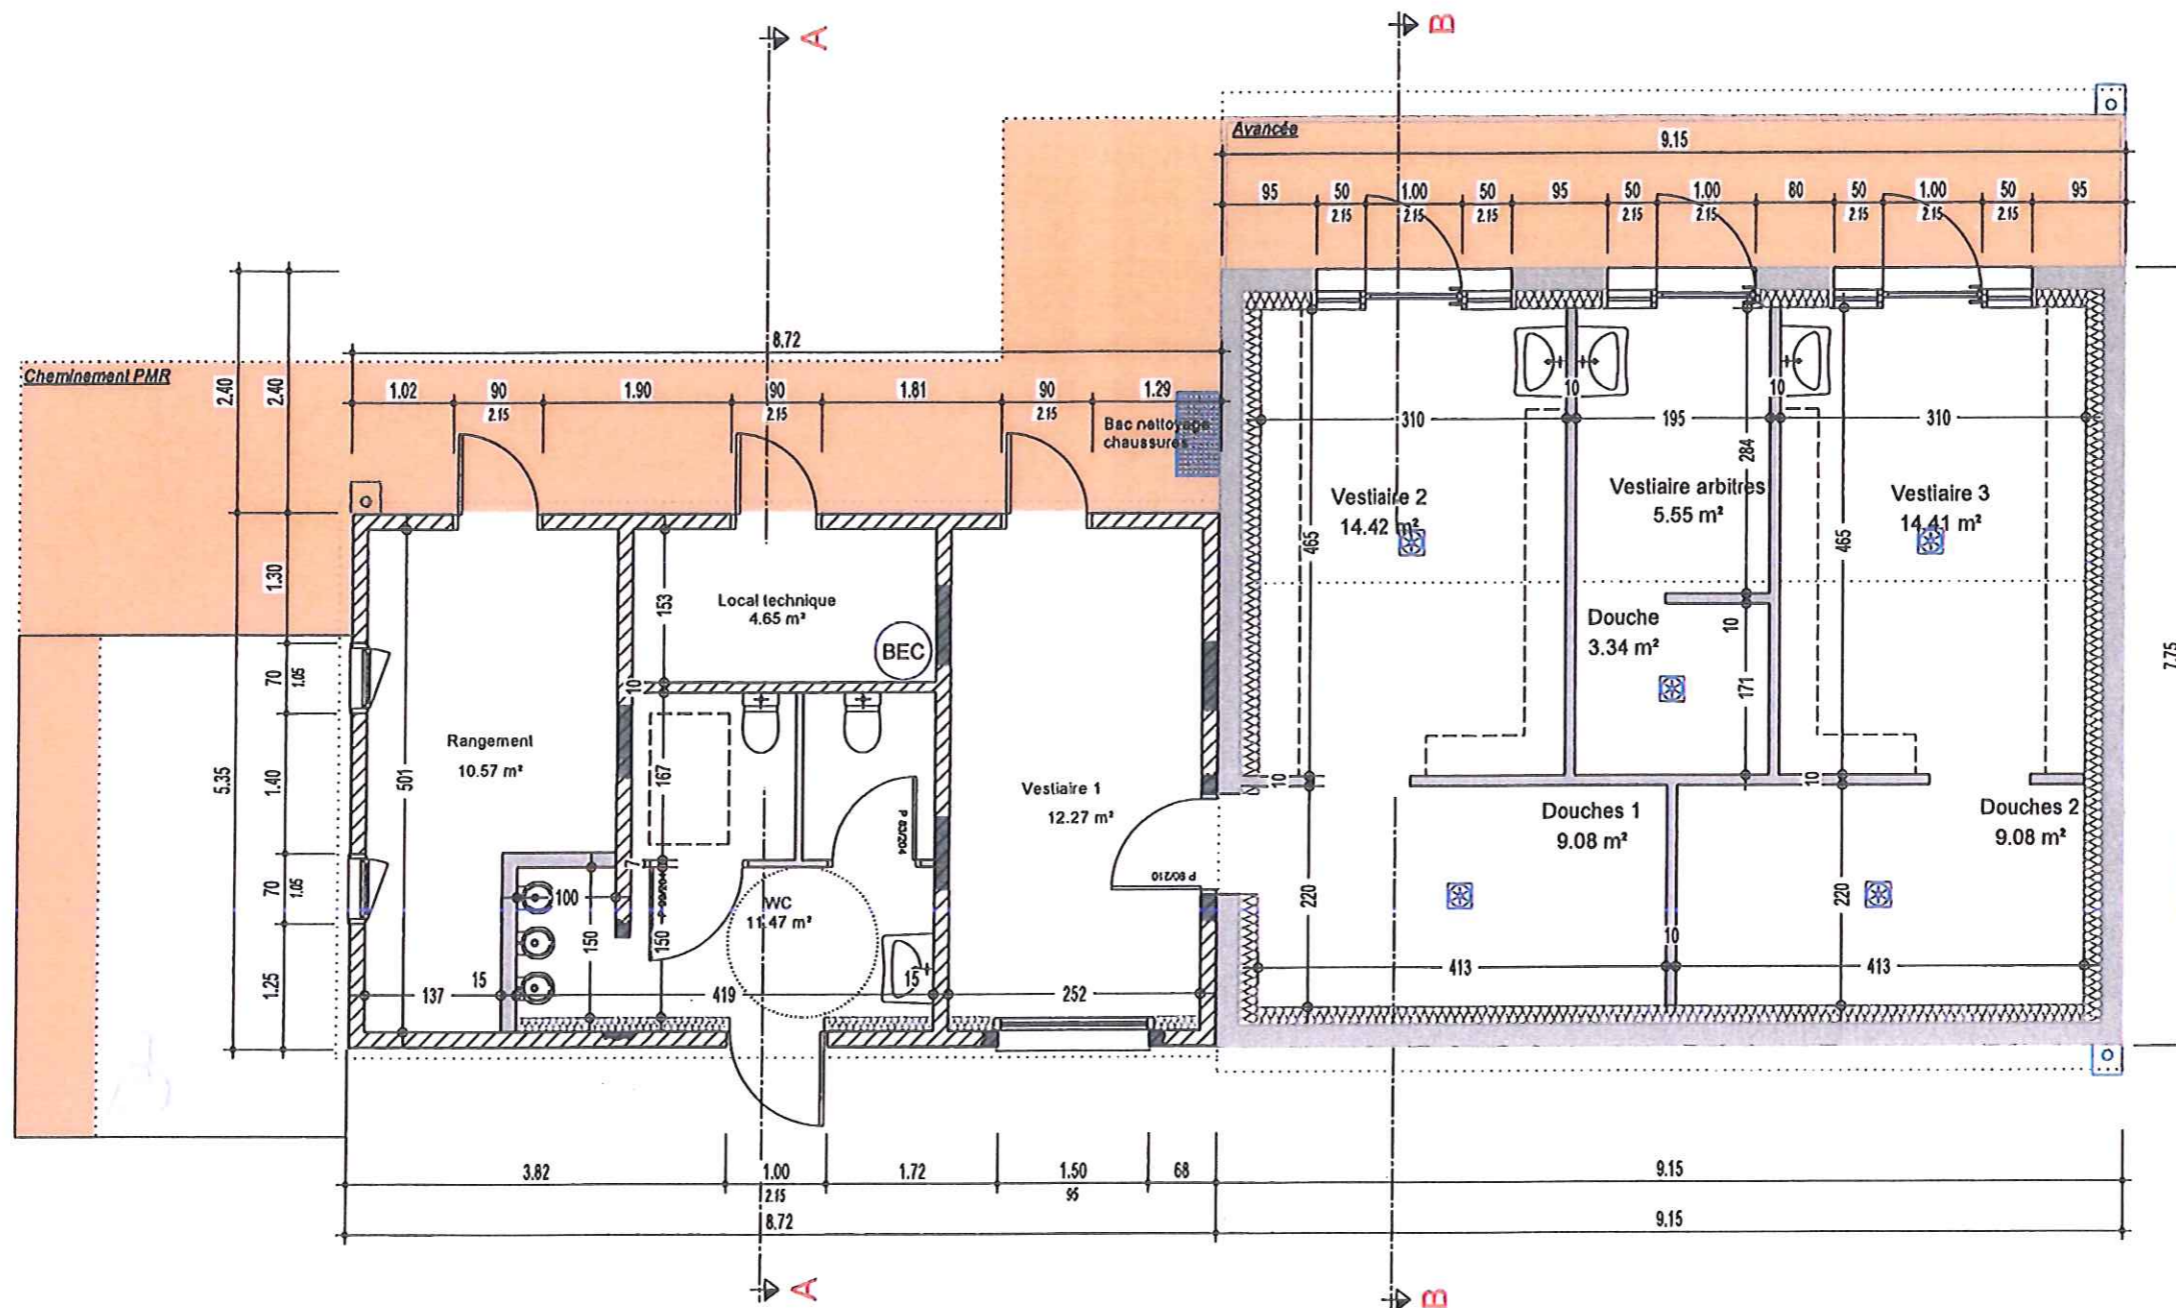 A
B
Avancée
9.15
95
50
2.15
1.00
2.15
50
2.15
95
50
2.15
1.00
2.15
80
50
2.15
1.00
2.15
50
2.15
95
Cheminement PMR
8.72
1.02
90
2.15
1.90
90
2.15
1.81
90
2.15
1.29
Bac nettoyage
chaussures
2.40
2.40
1.30
70
1.05
1.40
70
1.05
1.25
5.35
501
Rangement
10.57 m²
137
15
100
150
150
7
10
153
167
Local technique
4.65 m²
BEC
P 83/204
WC
11.47 m²
419
15
Vestiaire 1
12.27 m²
252
P 80/210
310
10
195
10
310
Vestiaire 2
14.42 m²
465
Vestiaire arbitres
5.55 m²
284
Vestiaire 3
14.41 m²
465
Douche
3.34 m²
10
171
10
10
7.75
Douches 1
9.08 m²
Douches 2
9.08 m²
220
220
10
413
413
3.82
1.00
2.15
1.72
1.50
95
68
9.15
8.72
9.15
A
B